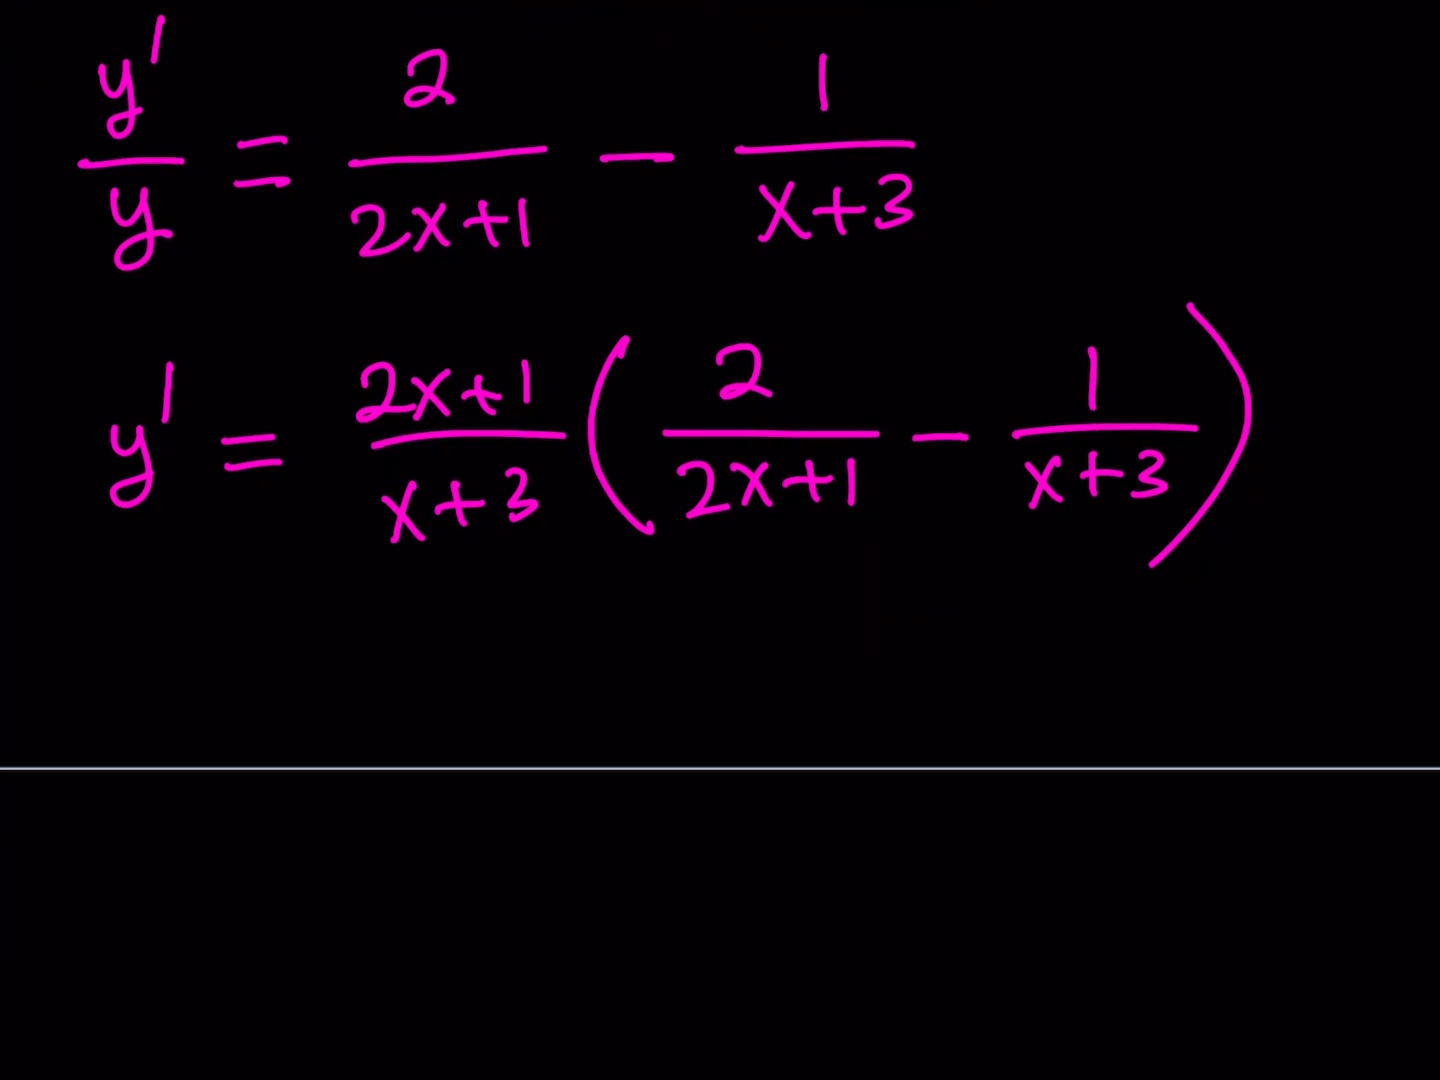 y'/y = 2/(2x+1) - 1/(x+3)
y' = (2x+1)/(x+3) (2/(2x+1) - 1/(x+3))